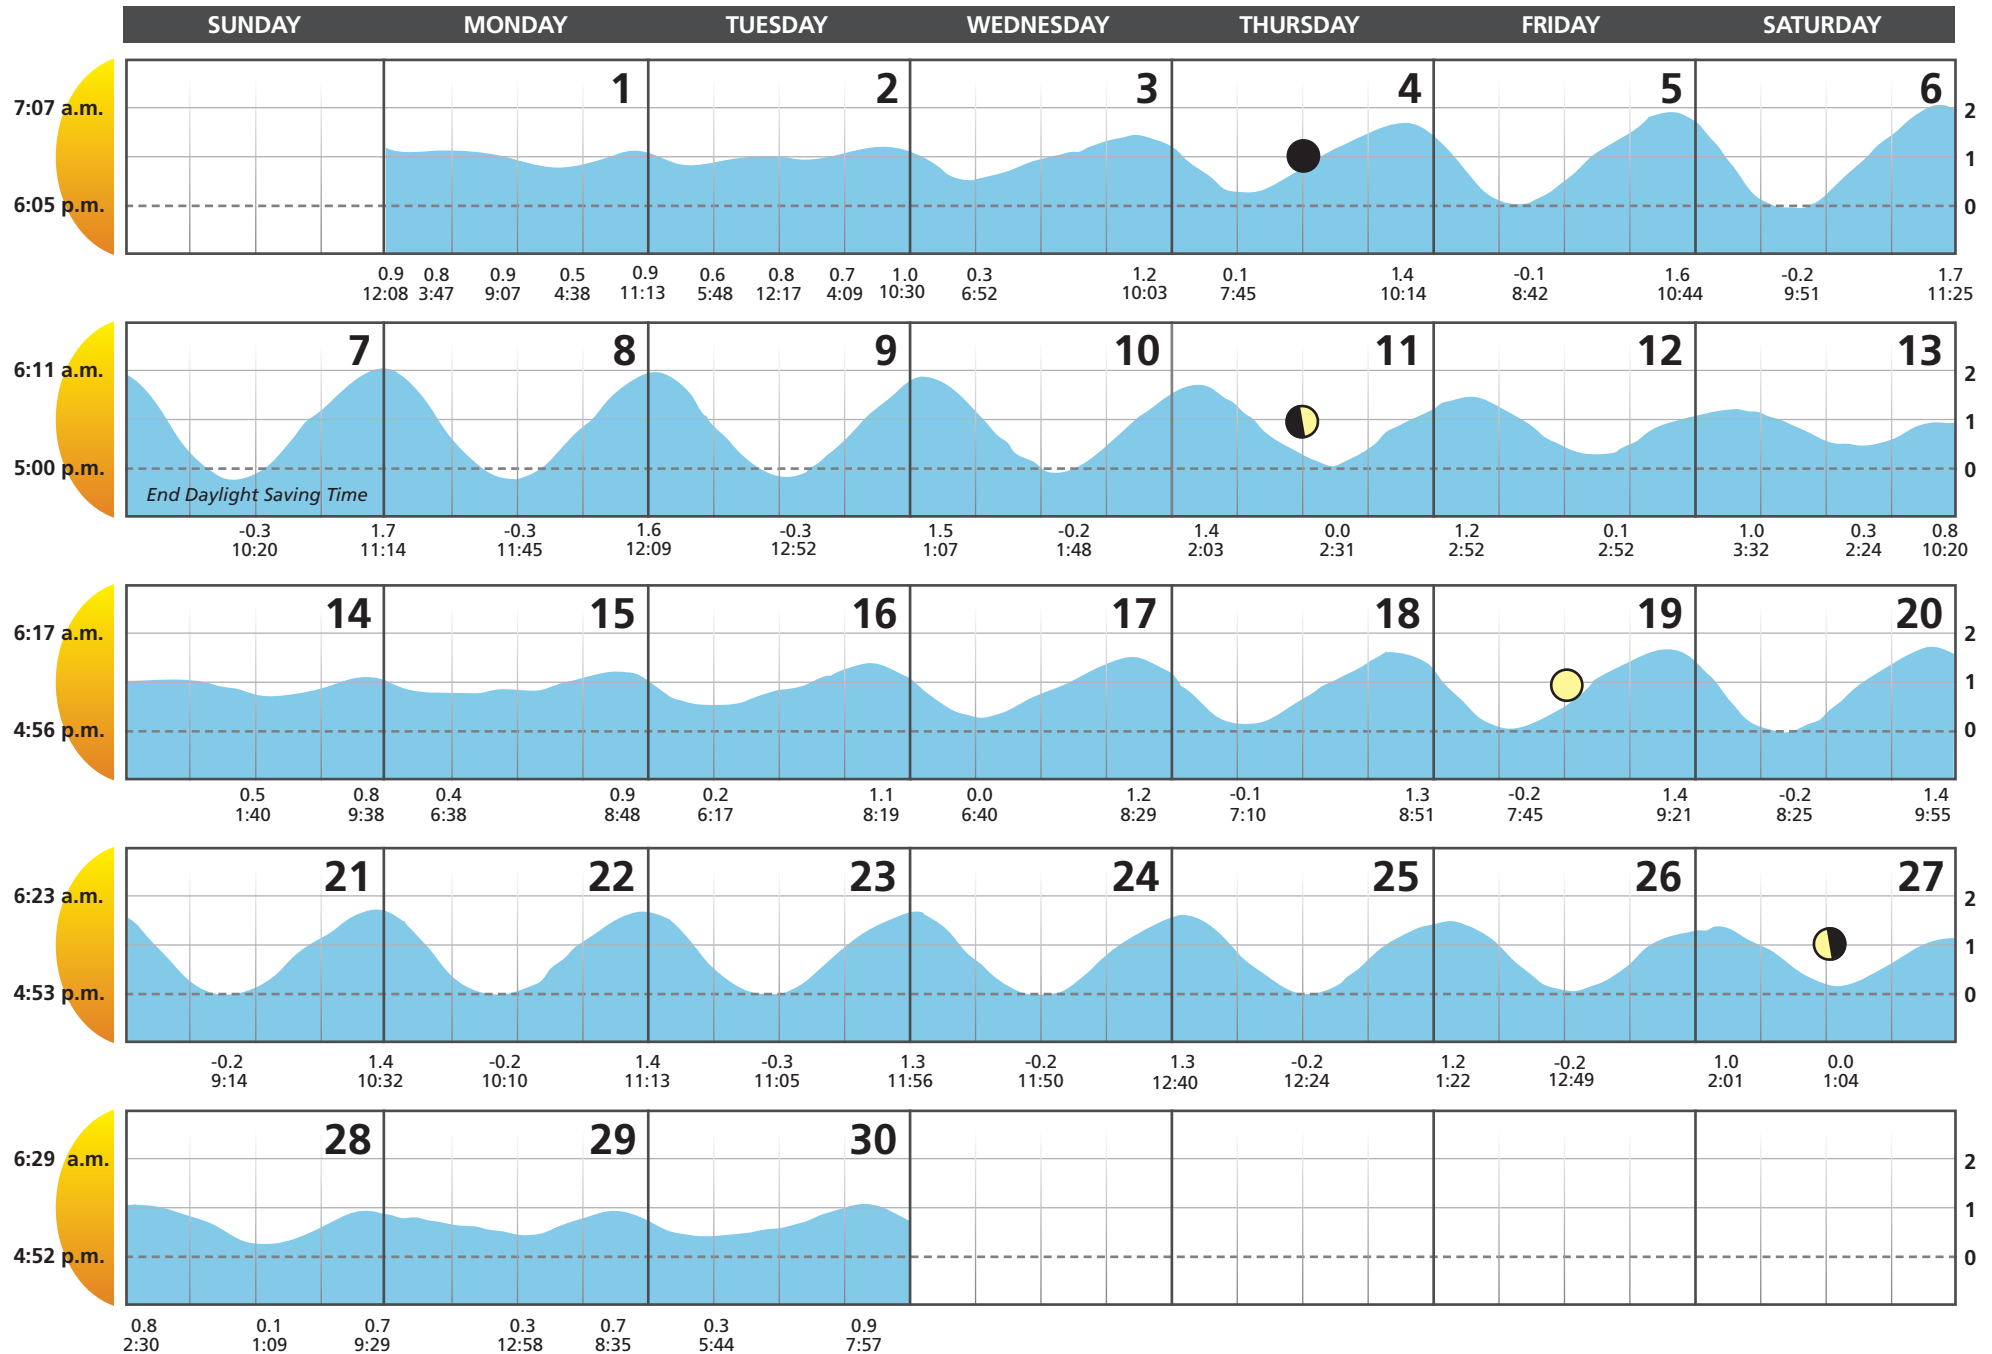 SUNDAY MONDAY TUESDAY WEDNESDAY THURSDAY FRIDAY SATURDAY
1 2 3 4 5 6
7:07 a.m. 2
1
6:05 p.m. 0
0.9 0.8 0.9 0.5 0.9 0.6 0.8 0.7 1.0 0.3 1.2 0.1 1.4 -0.1 1.6 -0.2 1.7
12:08 3:47 9:07 4:38 11:13 5:48 12:17 4:09 10:30 6:52 10:03 7:45 10:14 8:42 10:44 9:51 11:25
7 8 9 10 11 12 13
6:11 a.m. 2
1
5:00 p.m. 0
End Daylight Saving Time
-0.3 1.7 -0.3 1.6 -0.3 1.5 -0.2 1.4 0.0 1.2 0.1 1.0 0.3 0.8
10:20 11:14 11:45 12:09 12:52 1:07 1:48 2:03 2:31 2:52 2:52 3:32 2:24 10:20
14 15 16 17 18 19 20
6:17 a.m. 2
1
4:56 p.m. 0
0.5 0.8 0.4 0.9 0.2 1.1 0.0 1.2 -0.1 1.3 -0.2 1.4 -0.2 1.4
1:40 9:38 6:38 8:48 6:17 8:19 6:40 8:29 7:10 8:51 7:45 9:21 8:25 9:55
21 22 23 24 25 26 27
6:23 a.m. 2
1
4:53 p.m. 0
-0.2 1.4 -0.2 1.4 -0.3 1.3 -0.2 1.3 -0.2 1.2 -0.2 1.0 0.0
9:14 10:32 10:10 11:13 11:05 11:56 11:50 12:40 12:24 1:22 12:49 2:01 1:04
28 29 30
6:29 a.m. 2
1
4:52 p.m. 0
0.8 0.1 0.7 0.3 0.7 0.3 0.9
2:30 1:09 9:29 12:58 8:35 5:44 7:57